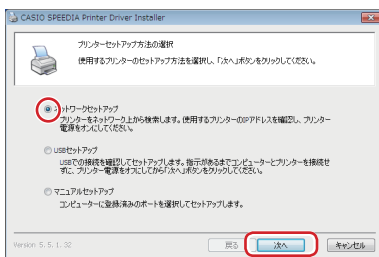 CASIO SPEEDIA Printer Driver Installer
プリンターセットアップ方法の選択
使用するプリンターのセットアップ方法を選択し、「次へ」ボタンをクリックしてください。
ネットワークセットアップ
プリンターをネットワーク上から検索します。使用するプリンターのIPアドレスを確認し、プリンター
電源をオンにしてください。
USBセットアップ
USBでの接続を確認してセットアップします。指示があるまでコンピューターとプリンターを接続せ
ずに、プリンター電源をオフにしてから「次へ」ボタンをクリックしてください。
マニュアルセットアップ
コンピューターに登録済みのポートを選択してセットアップします。
Version 5. 5. 1. 32
戻る
次へ
キャンセル